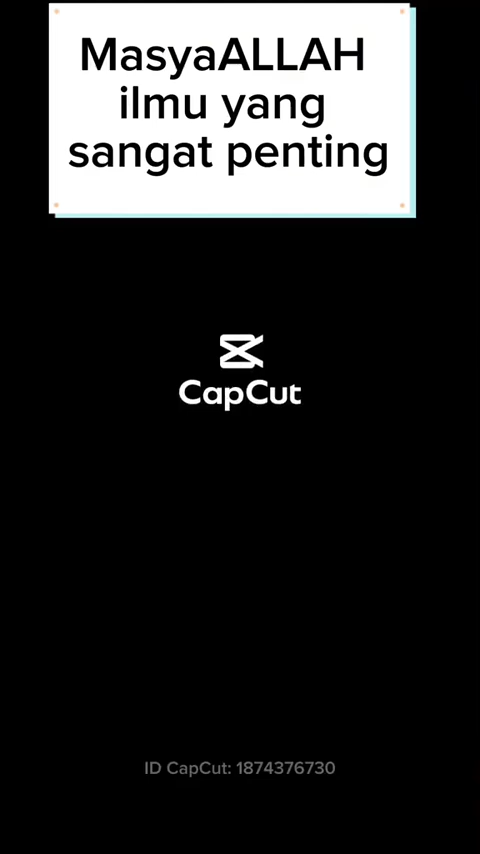 MasyaALLAH
ilmu yang
sangat penting
CapCut
ID CapCut: 1874376730